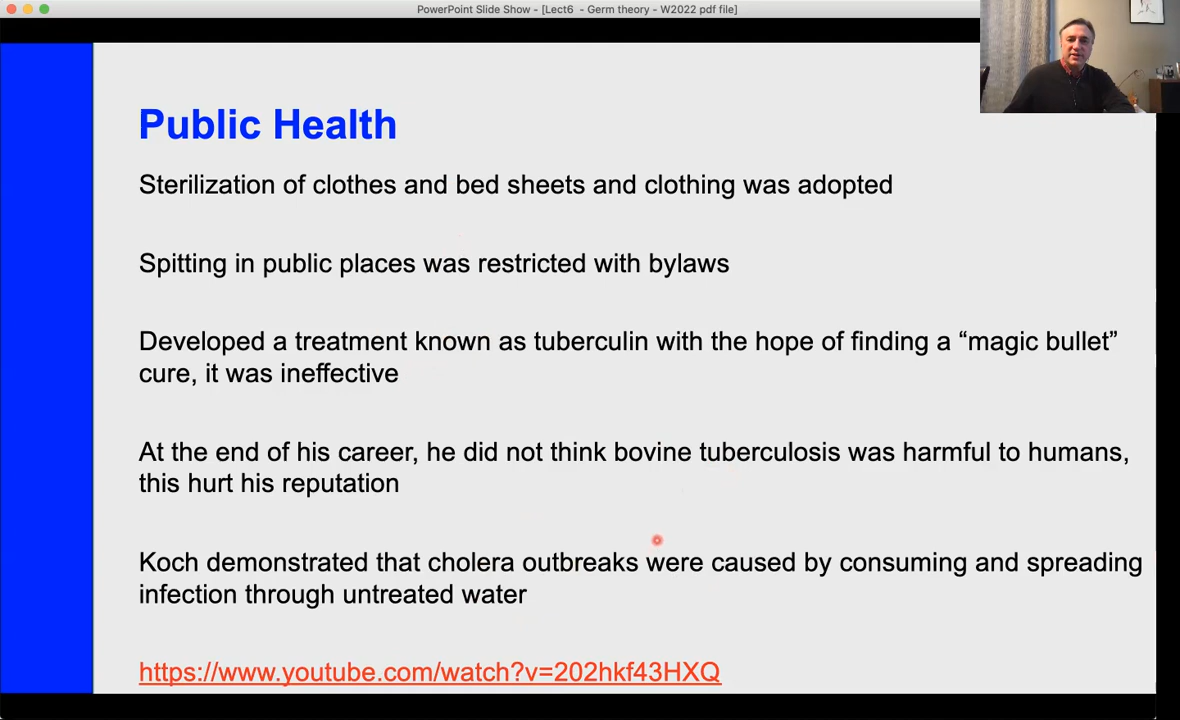 PowerPoint Slide Show - [Lect6 - Germ theory - W2022 pdf file]
Public Health
Sterilization of clothes and bed sheets and clothing was adopted
Spitting in public places was restricted with bylaws
Developed a treatment known as tuberculin with the hope of finding a “magic bullet”
cure, it was ineffective
At the end of his career, he did not think bovine tuberculosis was harmful to humans,
this hurt his reputation
Koch demonstrated that cholera outbreaks were caused by consuming and spreading
infection through untreated water
https://www.youtube.com/watch?v=202hkf43HXQ